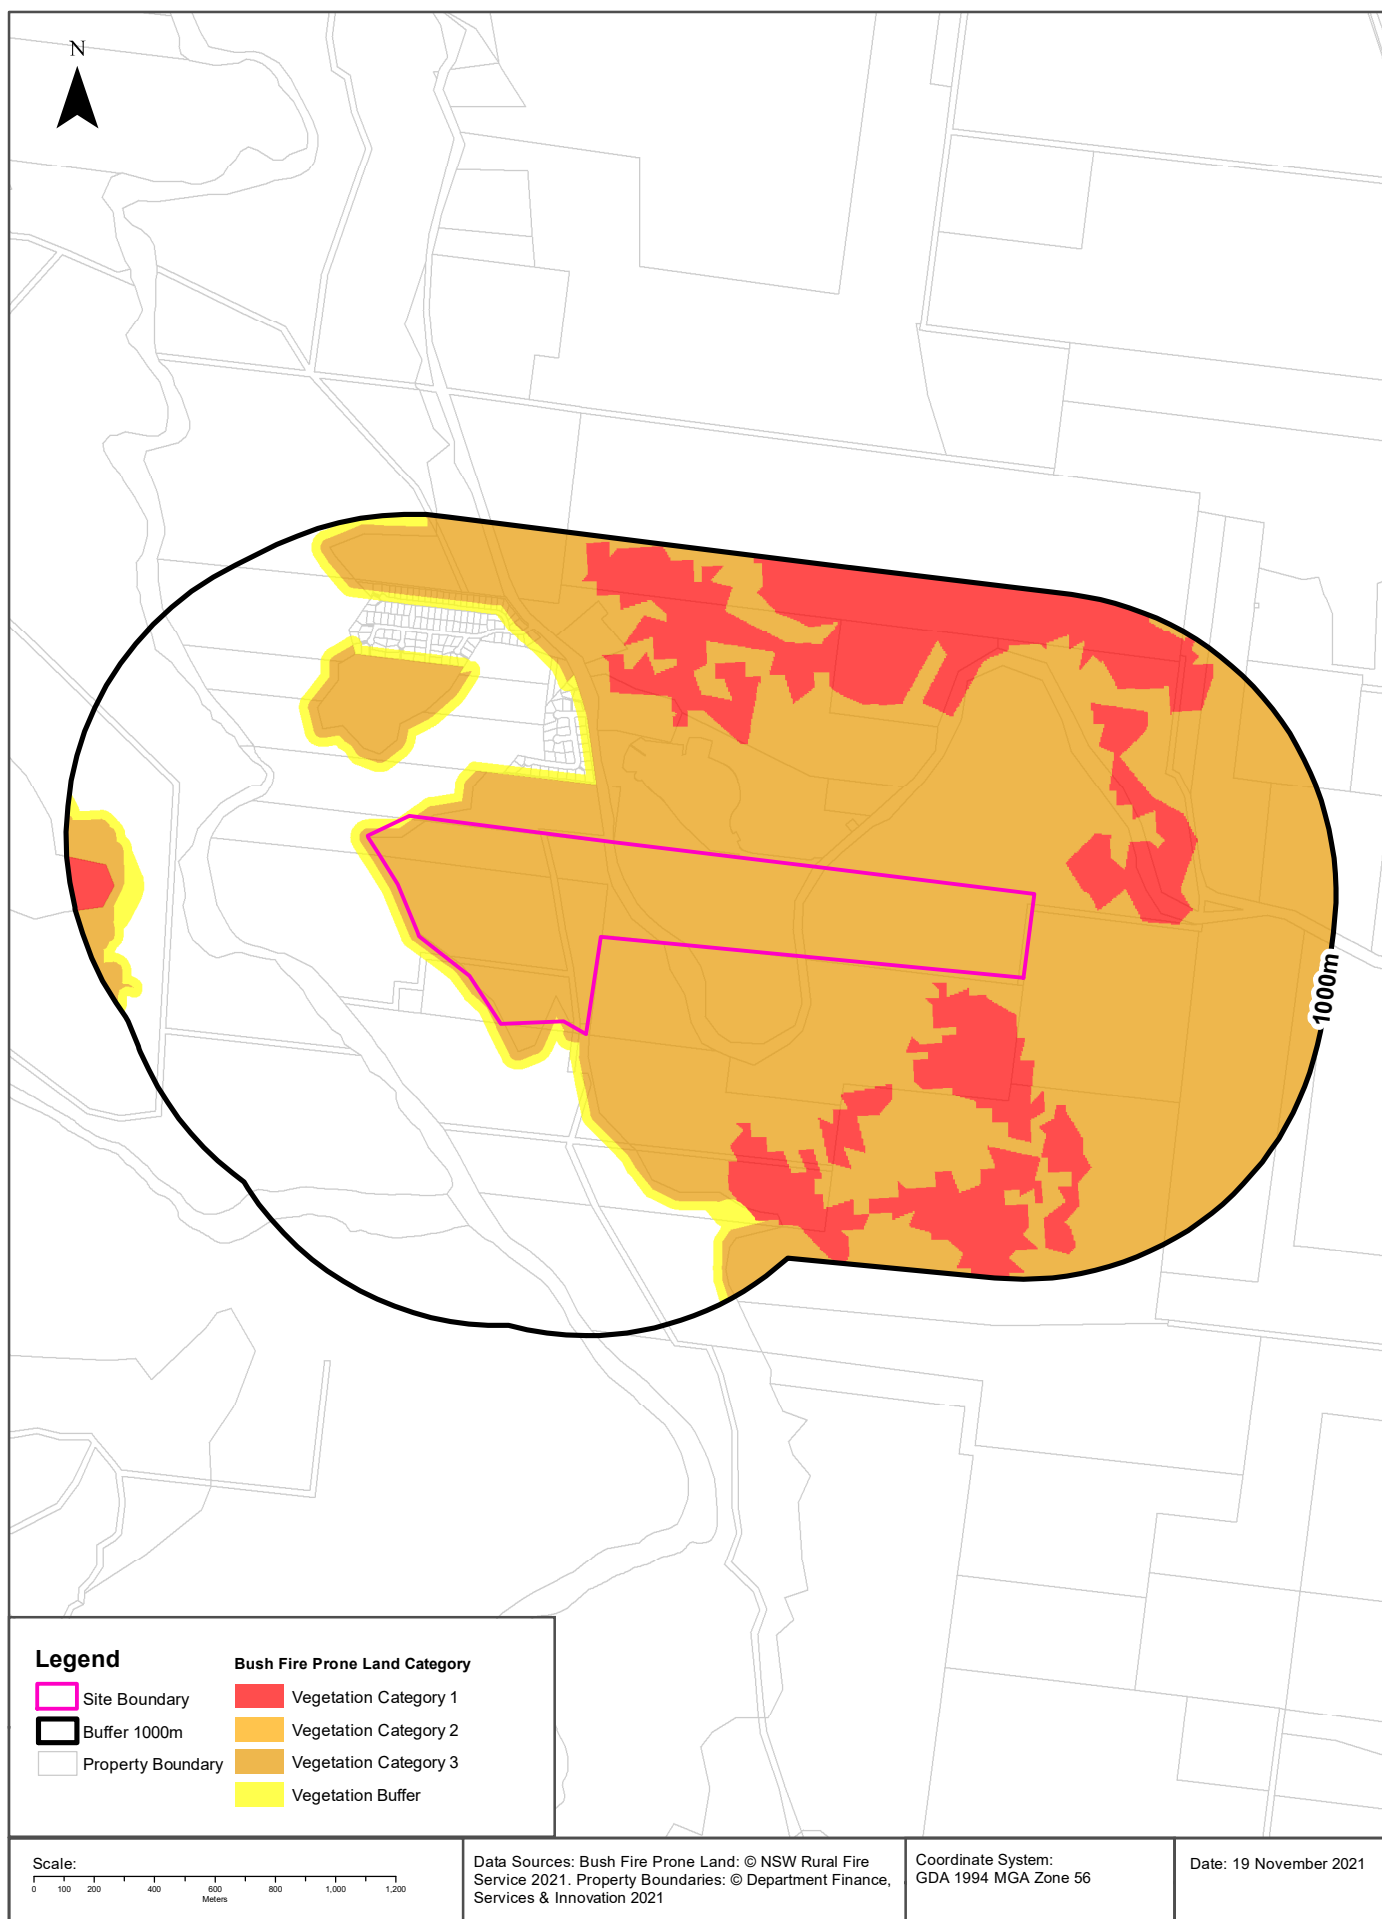 N
1000m
Legend
Site Boundary
Buffer 1000m
Property Boundary
Bush Fire Prone Land Category
Vegetation Category 1
Vegetation Category 2
Vegetation Category 3
Vegetation Buffer
Scale:
0 100 200 400 600 800 1,000 1,200
Meters
Data Sources: Bush Fire Prone Land: © NSW Rural Fire
Service 2021. Property Boundaries: © Department Finance,
Services & Innovation 2021
Coordinate System:
GDA 1994 MGA Zone 56
Date: 19 November 2021